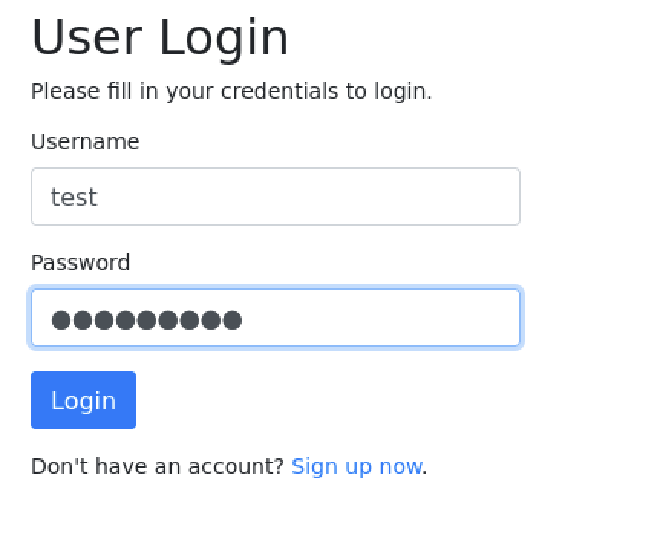 User Login
Please fill in your credentials to login.
Username
test
Password
●●●●●●●●●
Login
Don't have an account? Sign up now.